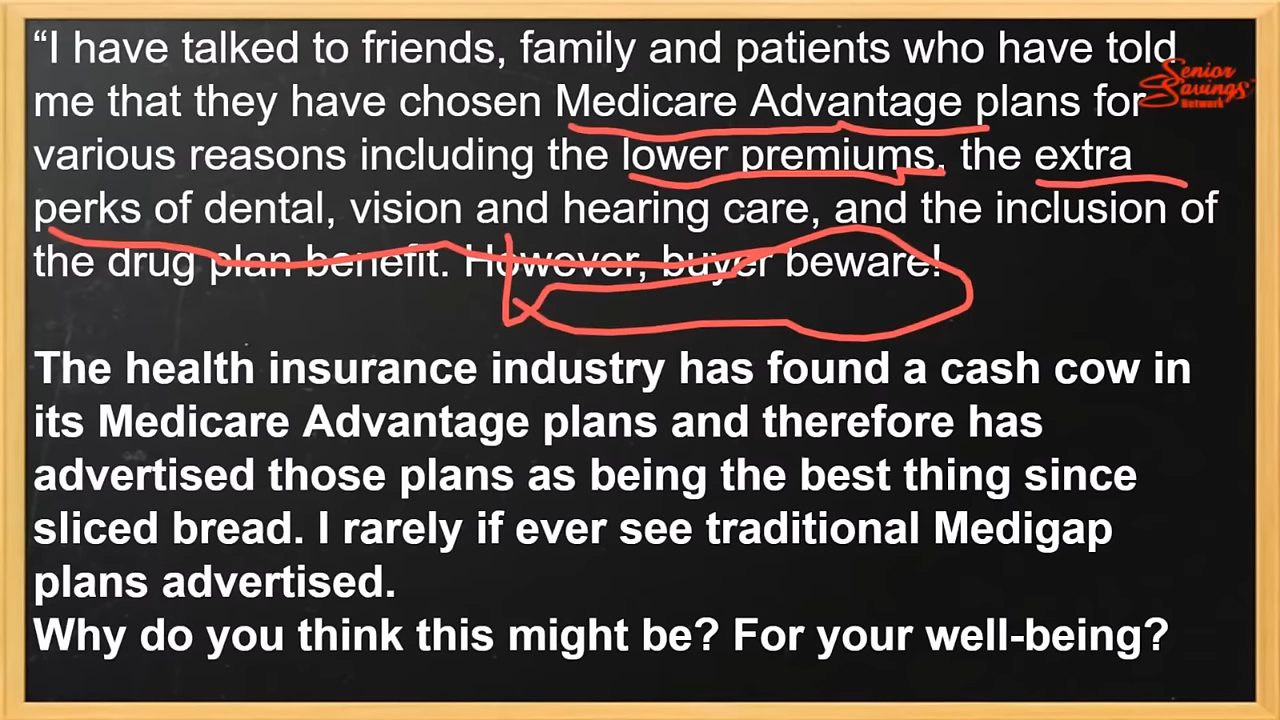 “I have talked to friends, family and patients who have told
me that they have chosen Medicare Advantage plans for
various reasons including the lower premiums, the extra
perks of dental, vision and hearing care, and the inclusion of
the drug plan benefit. However, buyer beware!
The health insurance industry has found a cash cow in
its Medicare Advantage plans and therefore has
advertised those plans as being the best thing since
sliced bread. I rarely if ever see traditional Medigap
plans advertised.
Why do you think this might be? For your well-being?
Senior
Savings
Network